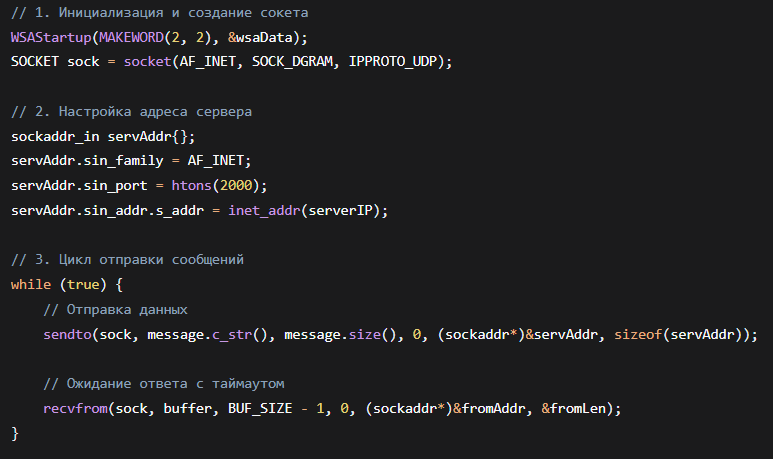 // 1. Инициализация и создание сокета
WSAStartup(MAKEWORD(2, 2), &wsaData);
SOCKET sock = socket(AF_INET, SOCK_DGRAM, IPPROTO_UDP);
// 2. Настройка адреса сервера
sockaddr_in servAddr{};
servAddr.sin_family = AF_INET;
servAddr.sin_port = htons(2000);
servAddr.sin_addr.s_addr = inet_addr(serverIP);
// 3. Цикл отправки сообщений
while (true) {
    // Отправка данных
    sendto(sock, message.c_str(), message.size(), 0, (sockaddr*)&servAddr, sizeof(servAddr));
    // Ожидание ответа с таймаутом
    recvfrom(sock, buffer, BUF_SIZE - 1, 0, (sockaddr*)&fromAddr, &fromLen);
}